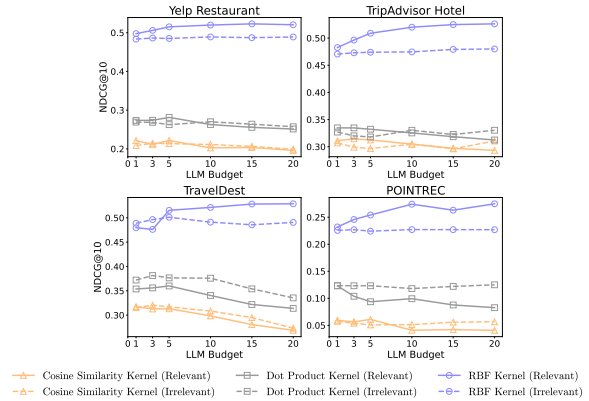 Yelp Restaurant
TripAdvisor Hotel
NDCG@10
0.5
0.4
0.3
0.2
0 1 3 5 10 15 20
LLM Budget
0.50
0.45
0.40
0.35
0.30
0 1 3 5 10 15 20
LLM Budget
TravelDest
POINTREC
NDCG@10
0.50
0.45
0.40
0.35
0.30
0 1 3 5 10 15 20
LLM Budget
0.25
0.20
0.15
0.10
0.05
0 1 3 5 10 15 20
LLM Budget
Cosine Similarity Kernel (Relevant)
Dot Product Kernel (Relevant)
RBF Kernel (Relevant)
Cosine Similarity Kernel (Irrelevant)
Dot Product Kernel (Irrelevant)
RBF Kernel (Irrelevant)